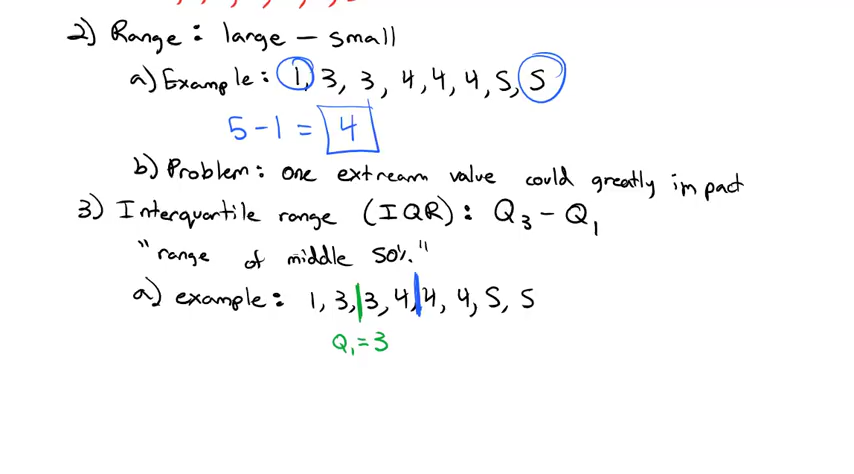 2) Range: large - small
a) Example: 1, 3, 3, 4, 4, 4, 5, 5
5 - 1 = 4
b) Problem: one extream value could greatly impact
3) Interquartile range (IQR): Q₃ - Q₁
"range of middle 50%."
a) example: 1, 3, 3, 4, 4, 4, 5, 5
Q₁ = 3